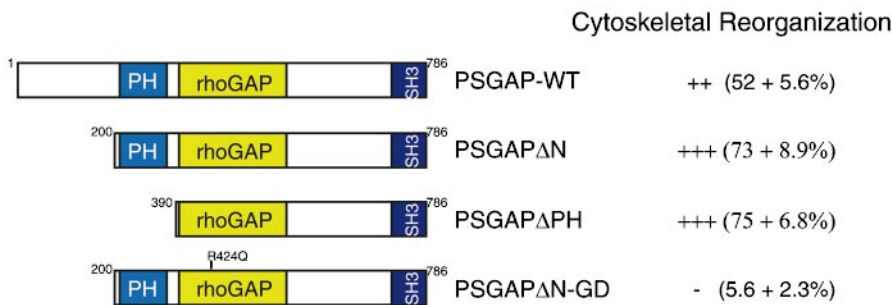 Cytoskeletal Reorganization
1 786
PH rhoGAP SH3 PSGAP-WT ++ (52 + 5.6%)
200 786
PH rhoGAP SH3 PSGAPΔN +++ (73 + 8.9%)
390 786
rhoGAP SH3 PSGAPΔPH +++ (75 + 6.8%)
R424Q
200 786
PH rhoGAP SH3 PSGAPΔN-GD - (5.6 + 2.3%)